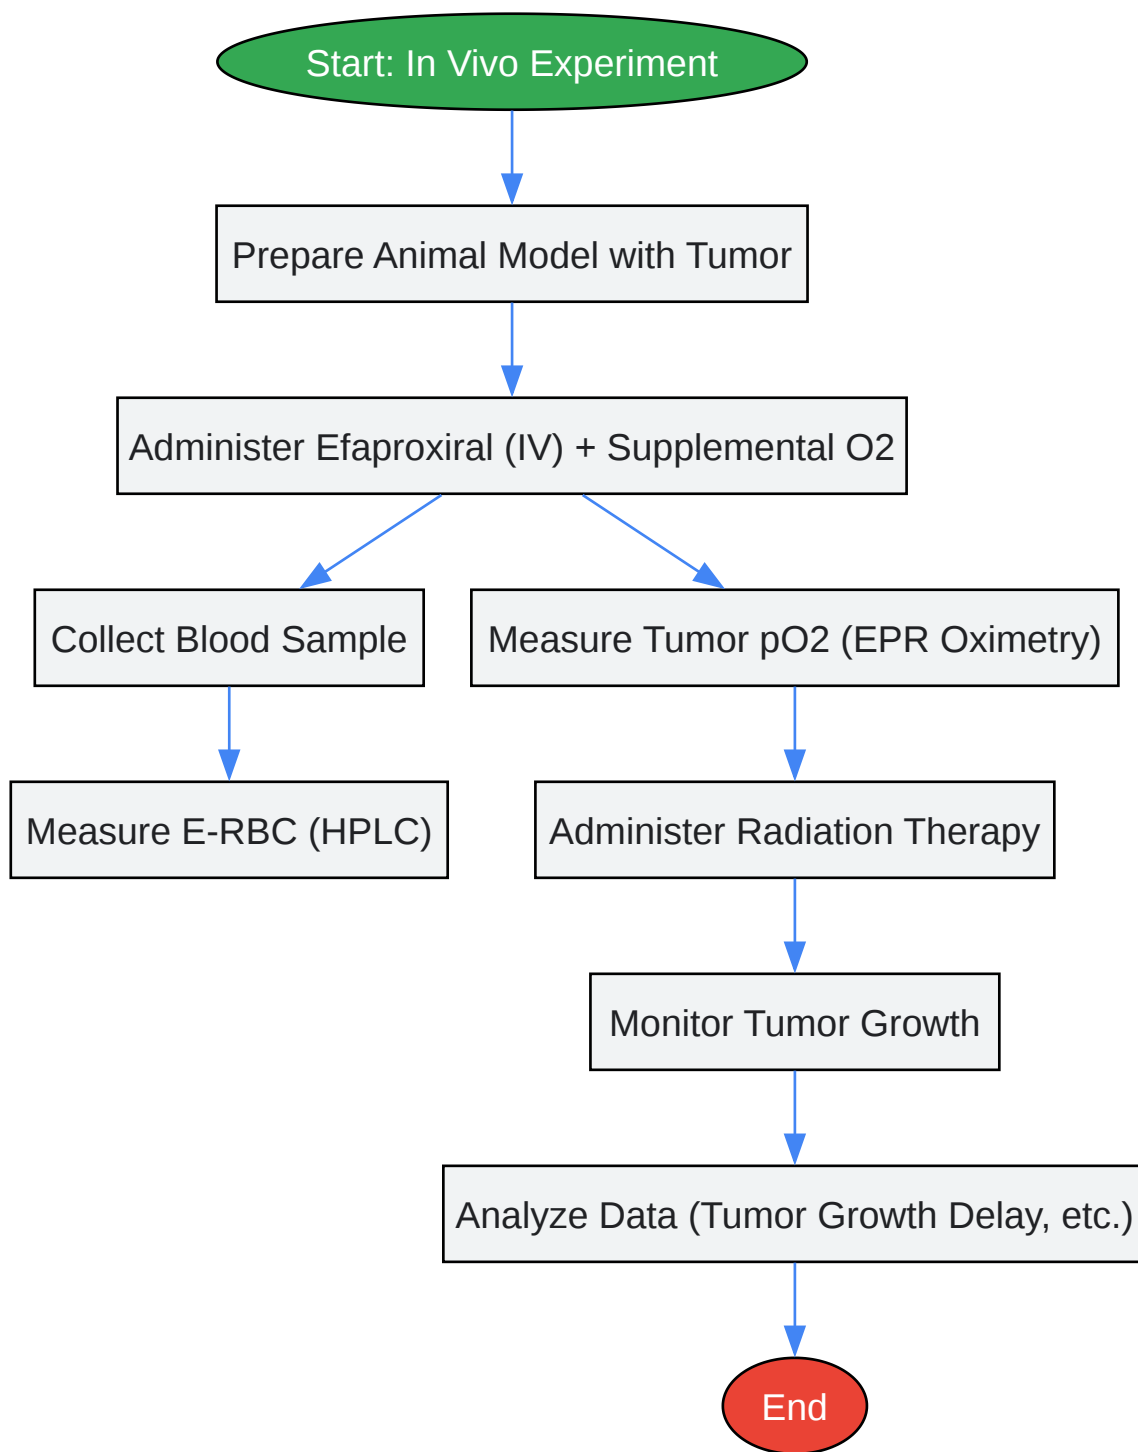 Start: In Vivo Experiment
Prepare Animal Model with Tumor
Administer Efaproxiral (IV) + Supplemental O2
Collect Blood Sample
Measure Tumor pO2 (EPR Oximetry)
Measure E-RBC (HPLC)
Administer Radiation Therapy
Monitor Tumor Growth
Analyze Data (Tumor Growth Delay, etc.)
End